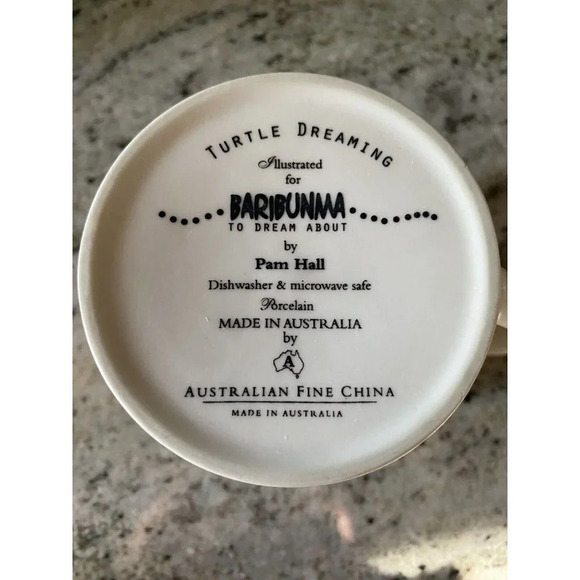 TURTLE DREAMING
Illustrated
for
BARIBUNMA
TO DREAM ABOUT
by
Pam Hall
Dishwasher & microwave safe
Porcelain
MADE IN AUSTRALIA
by
A
AUSTRALIAN FINE CHINA
MADE IN AUSTRALIA